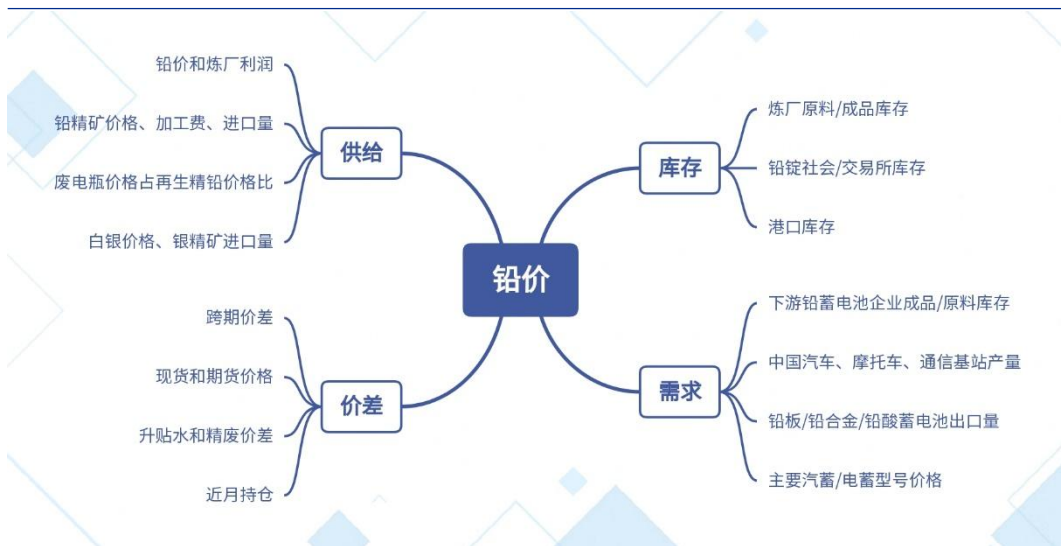 铅价
供给
铅价和炼厂利润
铅精矿价格、加工费、进口量
废电瓶价格占再生精铅价格比
白银价格、银精矿进口量
价差
跨期价差
现货和期货价格
升贴水和精废价差
近月持仓
库存
炼厂原料/成品库存
铅锭社会/交易所库存
港口库存
需求
下游铅蓄电池企业成品/原料库存
中国汽车、摩托车、通信基站产量
铅板/铅合金/铅酸蓄电池出口量
主要汽蓄/电蓄型号价格